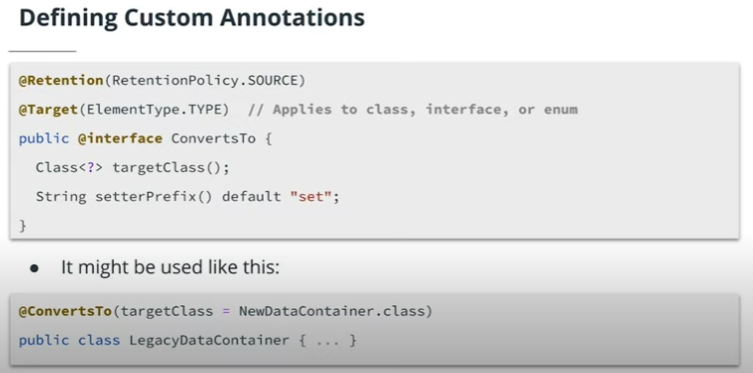 Defining Custom Annotations
@Retention(RetentionPolicy.SOURCE)
@Target(ElementType.TYPE)  // Applies to class, interface, or enum
public @interface ConvertsTo {
  Class<?> targetClass();
  String setterPrefix() default "set";
}
● It might be used like this:
@ConvertsTo(targetClass = NewDataContainer.class)
public class LegacyDataContainer { ... }